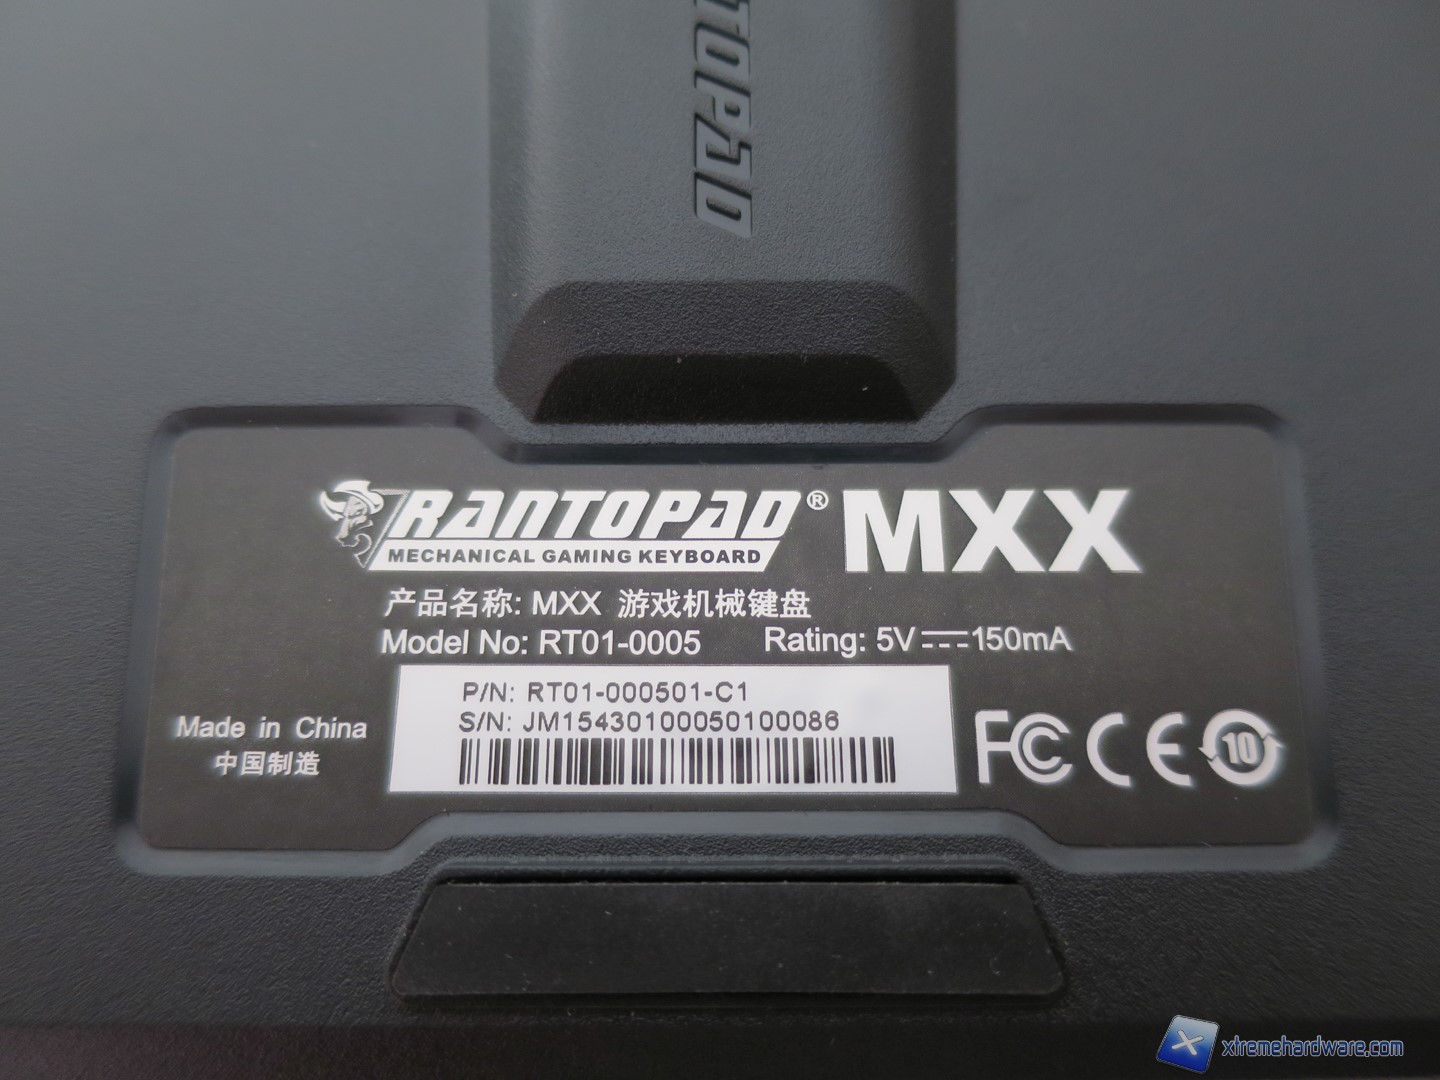 TOPAD
RANTOPAD® MXX
MECHANICAL GAMING KEYBOARD
产品名称: MXX 游戏机械键盘
Model No: RT01-0005 Rating: 5V⎓150mA
P/N: RT01-000501-C1
S/N: JM15430100050100086
Made in China
中国制造
FC CE 10
xtremehardware.com